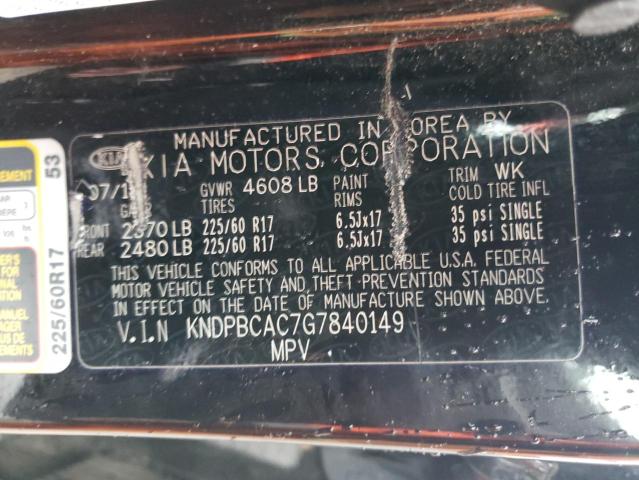 MANUFACTURED IN KOREA BY
KIA MOTORS CORPORATION
GVWR 4608 LB PAINT TRIM WK
TIRES RIMS COLD TIRE INFL
FRONT 2370 LB 225/60 R17 6.5Jx17 35 psi SINGLE
REAR 2480 LB 225/60 R17 6.5Jx17 35 psi SINGLE
THIS VEHICLE CONFORMS TO ALL APPLICABLE U.S.A. FEDERAL
MOTOR VEHICLE SAFETY AND THEFT PREVENTION STANDARDS
IN EFFECT ON THE DATE OF MANUFACTURE SHOWN ABOVE.
V.I.N KNDPBCAC7G7840149
MPV
53
225/60R17